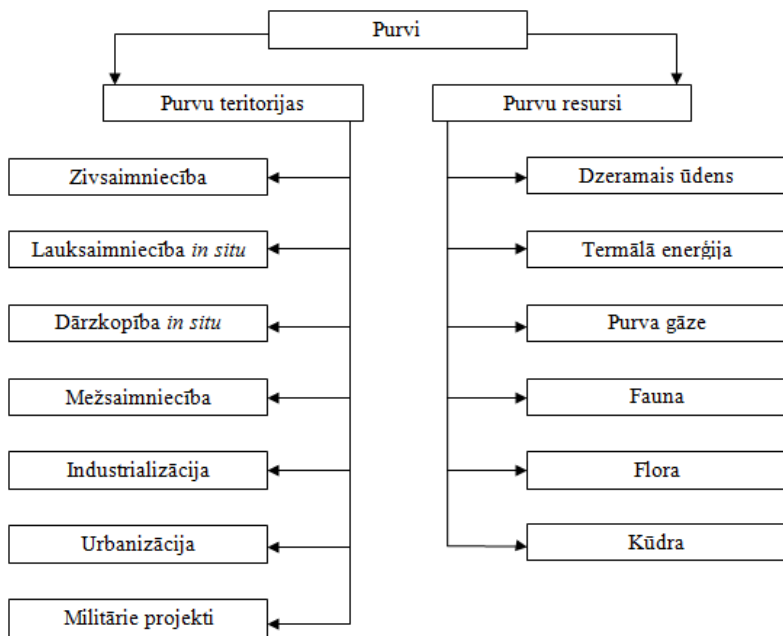 Purvi
Purvu teritorijas
Purvu resursi
Zivsaimniecība
Lauksaimniecība in situ
Dārzkopība in situ
Mežsaimniecība
Industrializācija
Urbanizācija
Militārie projekti
Dzeramais ūdens
Termālā enerģija
Purva gāze
Fauna
Flora
Kūdra